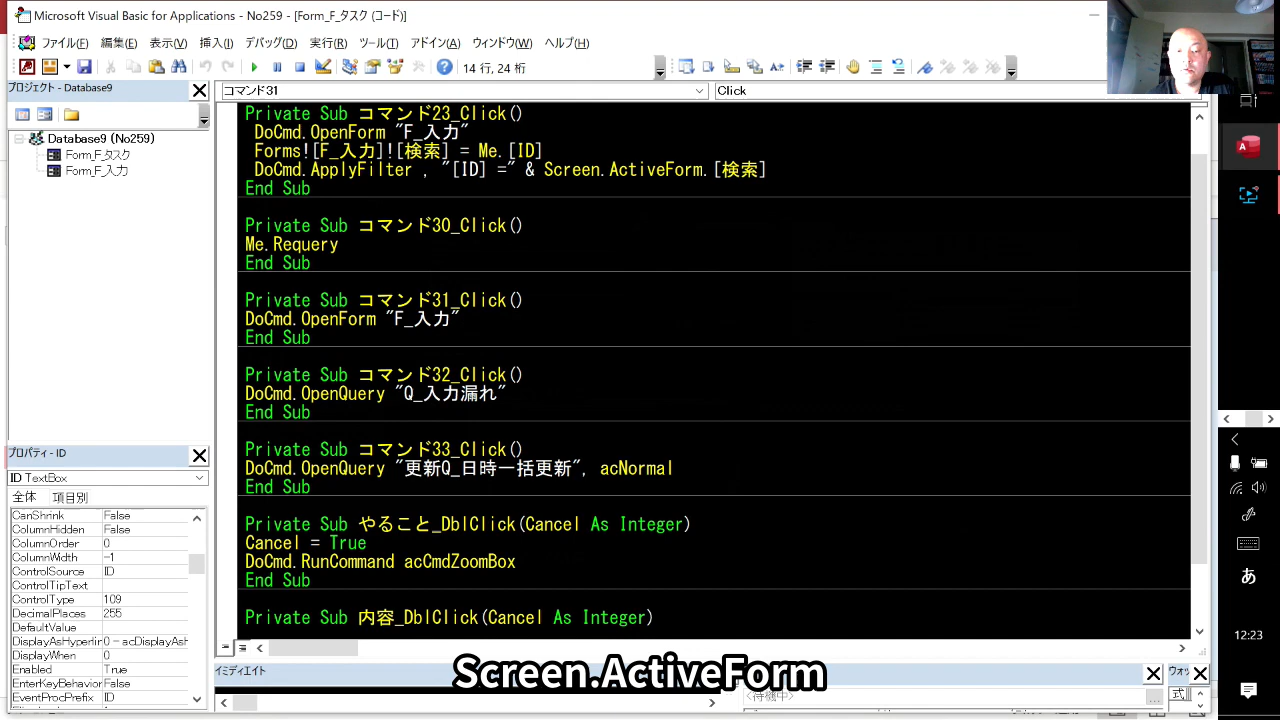 Microsoft Visual Basic for Applications - No259 - [Form_F_タスク (コード)]
ファイル(F) 編集(E) 表示(V) 挿入(I) デバッグ(D) 実行(R) ツール(T) アドイン(A) ウィンドウ(W) ヘルプ(H)
14 行, 24 桁
プロジェクト - Database9
Database9 (No259)
Form_F_タスク
Form_F_入力
コマンド31 Click
Private Sub コマンド23_Click()
DoCmd.OpenForm "F_入力"
Forms![F_入力]![検索] = Me.[ID]
DoCmd.ApplyFilter , "[ID] =" & Screen.ActiveForm.[検索]
End Sub
Private Sub コマンド30_Click()
Me.Requery
End Sub
Private Sub コマンド31_Click()
DoCmd.OpenForm "F_入力"
End Sub
Private Sub コマンド32_Click()
DoCmd.OpenQuery "Q_入力漏れ"
End Sub
Private Sub コマンド33_Click()
DoCmd.OpenQuery "更新Q_日時一括更新", acNormal
End Sub
Private Sub やること_DblClick(Cancel As Integer)
Cancel = True
DoCmd.RunCommand acCmdZoomBox
End Sub
Private Sub 内容_DblClick(Cancel As Integer)
プロパティ - ID
ID TextBox
全体 項目別
CanShrink False
ColumnHidden False
ColumnOrder 0
ColumnWidth -1
ControlSource ID
ControlTipText
ControlType 109
DecimalPlaces 255
DefaultValue
DisplayAsHyperlin 0 - acDisplayAsH
DisplayWhen 0
Enabled True
EnterKeyBehavior False
EventProcPrefix ID
イミディエイト
ウォッ
式
<待機中>
Screen.ActiveForm
あ
12:23